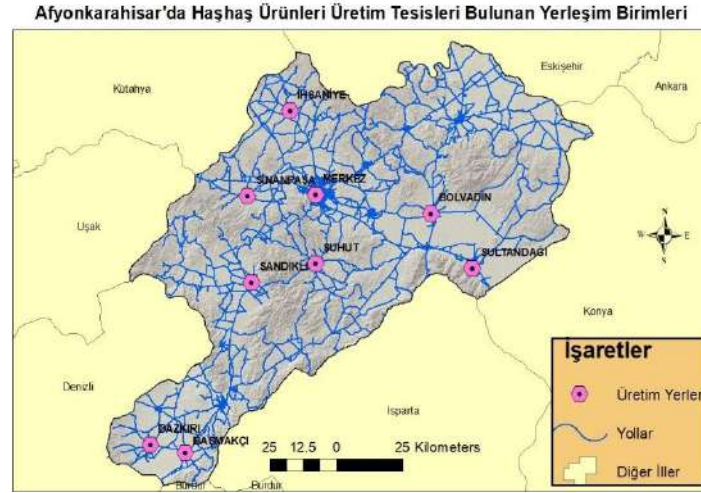 Afyonkarahisar'da Haşhaş Ürünleri Üretim Tesisleri Bulunan Yerleşim Birimleri
Eskişehir
Kütahya
Ankara
İHSANİYE
SİNANPAŞA
MERKEZ
BOLVADİN
Uşak
ŞUHUT
SULTANDAĞI
SANDIKLI
N
W
E
S
Konya
Denizli
Isparta
DAZKIRI
BAŞMAKÇI
Burdur
Burdur
25 12.5 0 25 Kilometers
İşaretler
Üretim Yerler
Yollar
Diğer İller